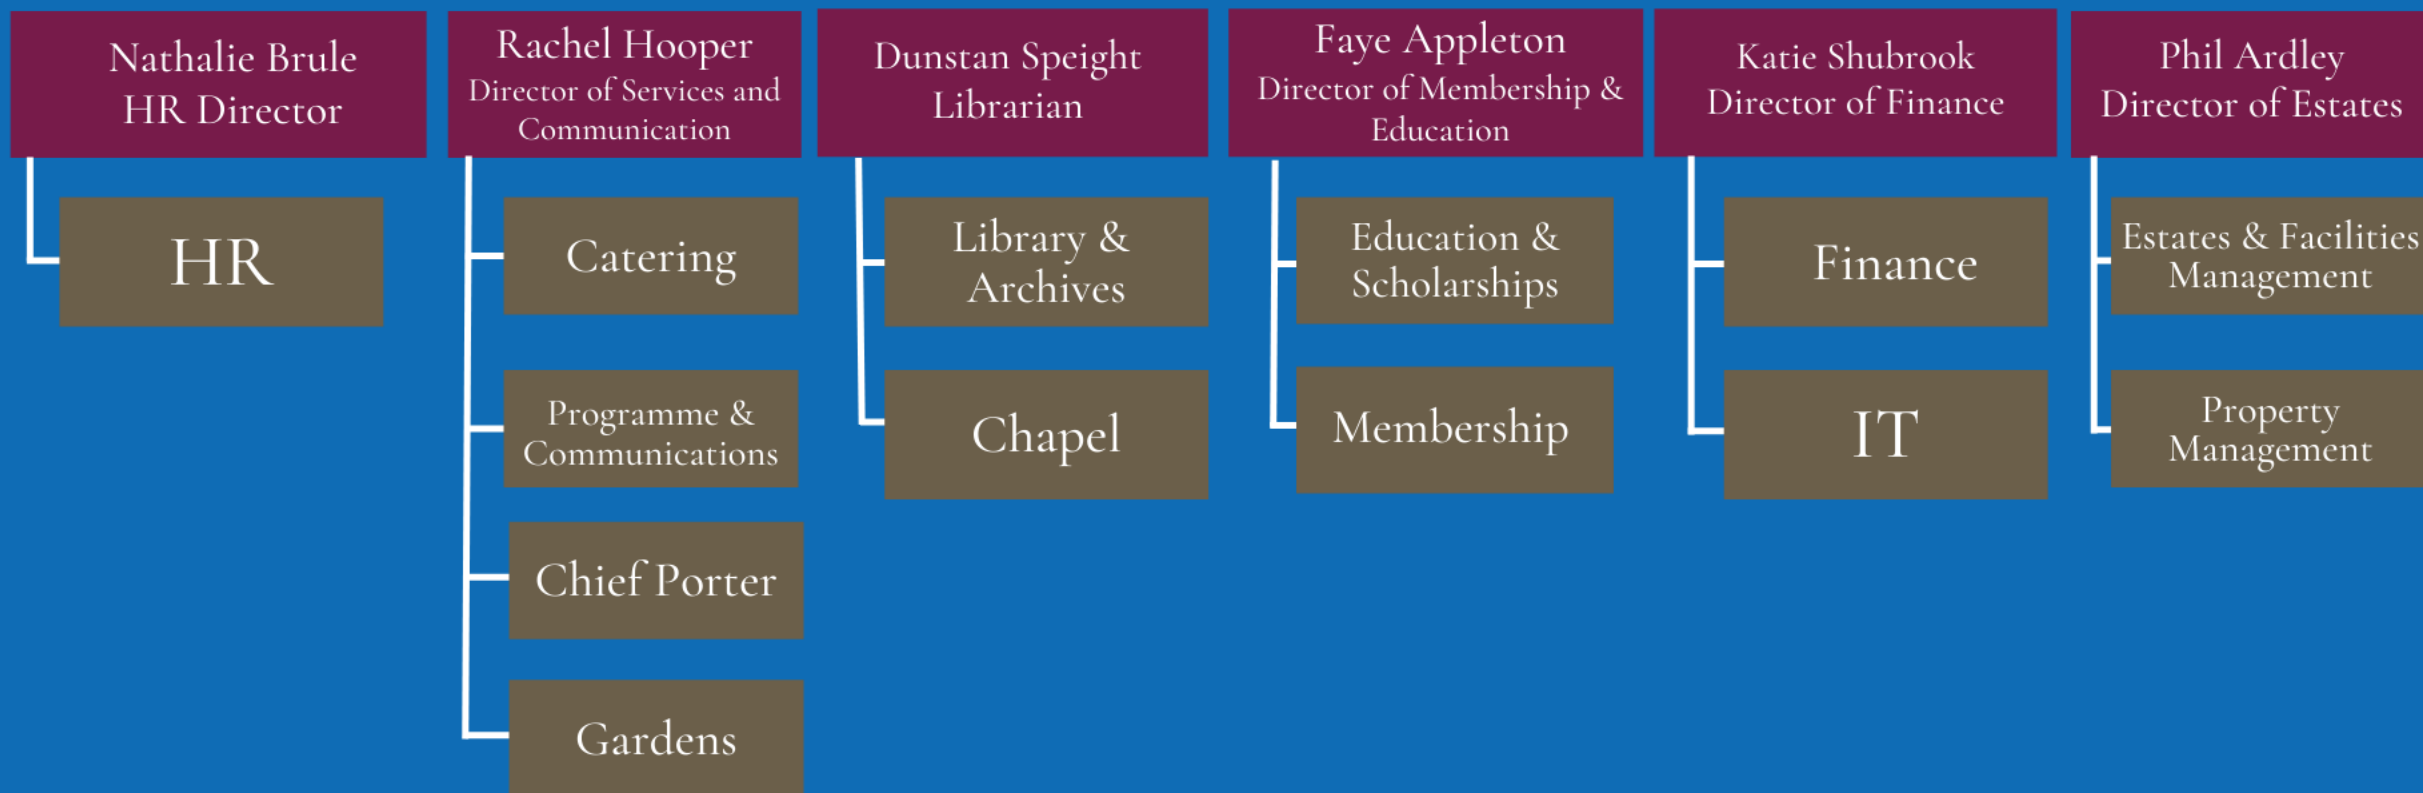 Nathalie Brule
HR Director
HR
Rachel Hooper
Director of Services and
Communication
Catering
Programme &
Communications
Chief Porter
Gardens
Dunstan Speight
Librarian
Library &
Archives
Chapel
Faye Appleton
Director of Membership &
Education
Education &
Scholarships
Membership
Katie Shubrook
Director of Finance
Finance
IT
Phil Ardley
Director of Estates
Estates & Facilities
Management
Property
Management